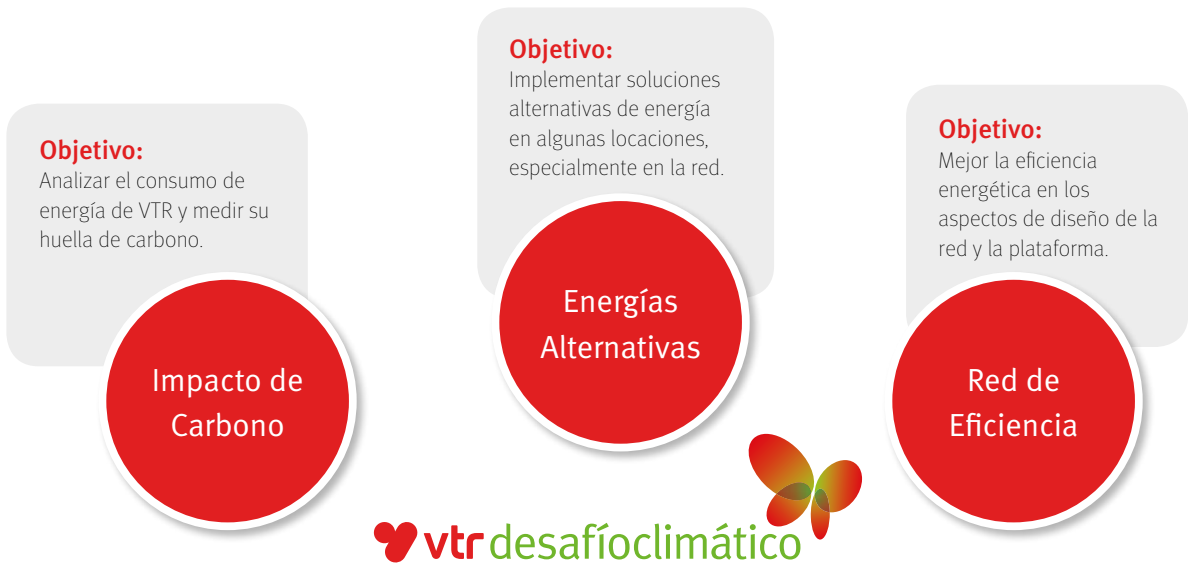 Objetivo:
Analizar el consumo de
energía de VTR y medir su
huella de carbono.
Impacto de
Carbono
Objetivo:
Implementar soluciones
alternativas de energía
en algunas locaciones,
especialmente en la red.
Energías
Alternativas
Objetivo:
Mejor la eficiencia
energética en los
aspectos de diseño de la
red y la plataforma.
Red de
Eficiencia
vtr desafíoclimático